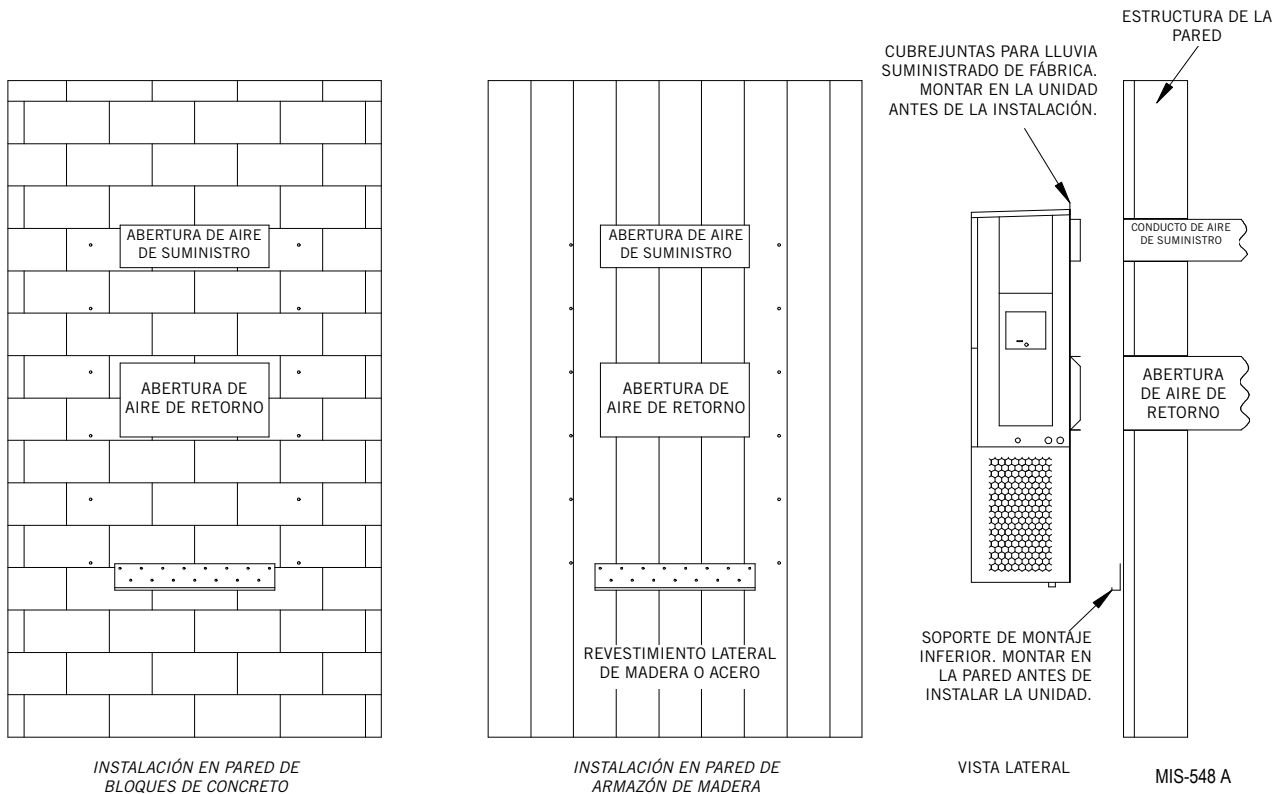 ESTRUCTURA DE LA
PARED
CUBREJUNTAS PARA LLUVIA
SUMINISTRADO DE FÁBRICA.
MONTAR EN LA UNIDAD
ANTES DE LA INSTALACIÓN.
ABERTURA DE AIRE
DE SUMINISTRO
ABERTURA DE AIRE
DE SUMINISTRO
CONDUCTO DE AIRE
DE SUMINISTRO
ABERTURA DE
AIRE DE RETORNO
ABERTURA DE
AIRE DE RETORNO
ABERTURA
DE AIRE DE
RETORNO
REVESTIMIENTO LATERAL
DE MADERA O ACERO
SOPORTE DE MONTAJE
INFERIOR. MONTAR EN
LA PARED ANTES DE
INSTALAR LA UNIDAD.
INSTALACIÓN EN PARED DE
BLOQUES DE CONCRETO
INSTALACIÓN EN PARED DE
ARMAZÓN DE MADERA
VISTA LATERAL
MIS-548 A